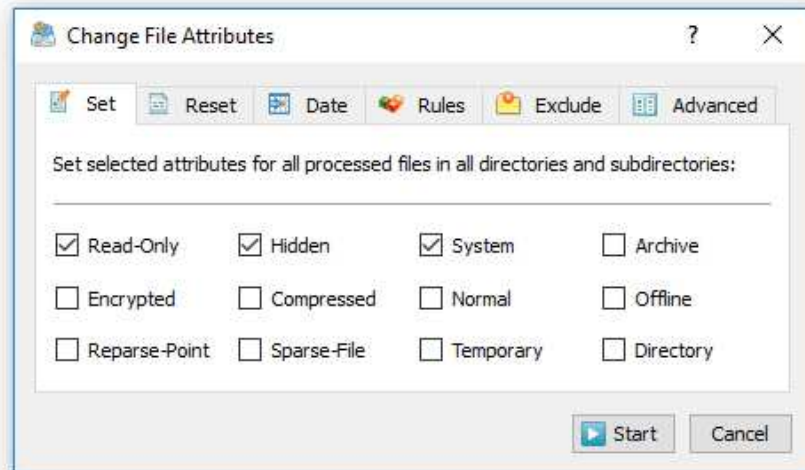 Change File Attributes ?
Set Reset Date Rules Exclude Advanced
Set selected attributes for all processed files in all directories and subdirectories:
Read-Only Hidden System Archive
Encrypted Compressed Normal Offline
Reparse-Point Sparse-File Temporary Directory
Start Cancel